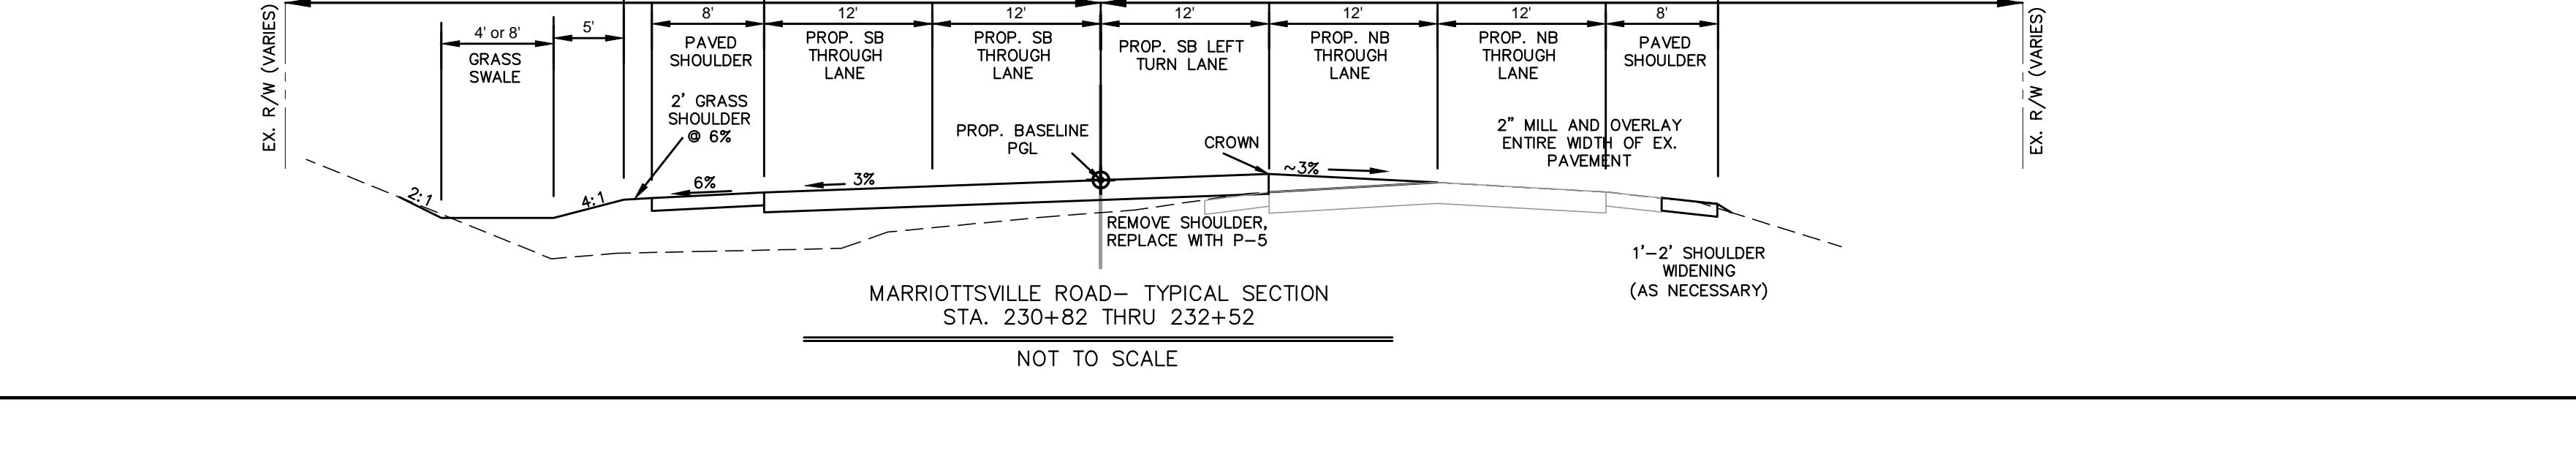 EX. R/W (VARIES)
4' or 8'
GRASS
SWALE
5'
8'
PAVED
SHOULDER
12'
PROP. SB
THROUGH
LANE
12'
PROP. SB
THROUGH
LANE
12'
PROP. SB LEFT
TURN LANE
12'
PROP. NB
THROUGH
LANE
12'
PROP. NB
THROUGH
LANE
8'
PAVED
SHOULDER
EX. R/W (VARIES)
2' GRASS
SHOULDER
@ 6%
PROP. BASELINE
PGL
CROWN
2" MILL AND OVERLAY
ENTIRE WIDTH OF EX.
PAVEMENT
2:1
4:1
6%
3%
~3%
REMOVE SHOULDER,
REPLACE WITH P-5
1'-2' SHOULDER
WIDENING
(AS NECESSARY)
MARRIOTTSVILLE ROAD- TYPICAL SECTION
STA. 230+82 THRU 232+52
NOT TO SCALE